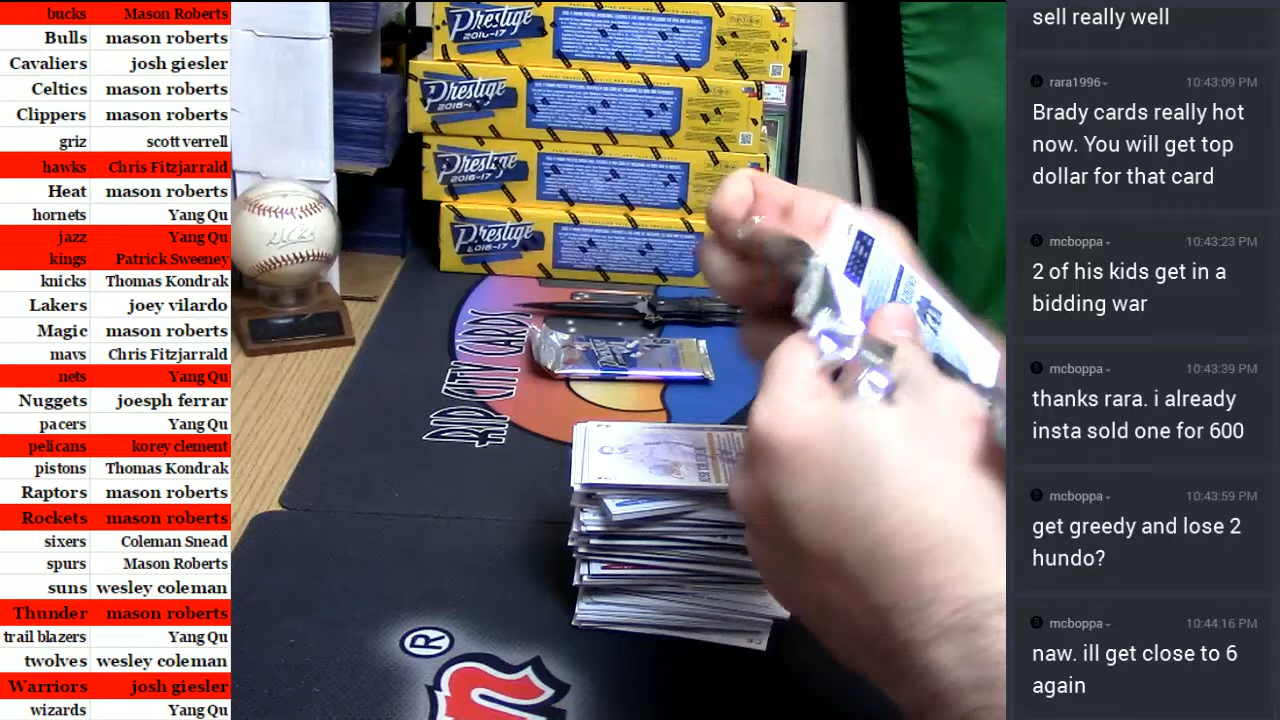 bucks Mason Roberts
Bulls mason roberts
Cavaliers josh giesler
Celtics mason roberts
Clippers mason roberts
griz scott verrell
hawks Chris Fitzjarrald
Heat mason roberts
hornets Yang Qu
jazz Yang Qu
kings Patrick Sweeney
knicks Thomas Kondrak
Lakers joey vilardo
Magic mason roberts
mavs Chris Fitzjarrald
nets Yang Qu
Nuggets joesph ferrar
pacers Yang Qu
pelicans korey clement
pistons Thomas Kondrak
Raptors mason roberts
Rockets mason roberts
sixers Coleman Snead
spurs Mason Roberts
suns wesley coleman
Thunder mason roberts
trail blazers Yang Qu
twolves wesley coleman
Warriors josh giesler
wizards Yang Qu
Prestige
2016-17
Prestige
Prestige
2016-17
Prestige
2016-17
RIP CITY CARDS
®
sell really well
rara1996 10:43:09 PM
Brady cards really hot
now. You will get top
dollar for that card
mcboppa 10:43:23 PM
2 of his kids get in a
bidding war
mcboppa 10:43:39 PM
thanks rara. i already
insta sold one for 600
mcboppa 10:43:59 PM
get greedy and lose 2
hundo?
mcboppa 10:44:16 PM
naw. ill get close to 6
again